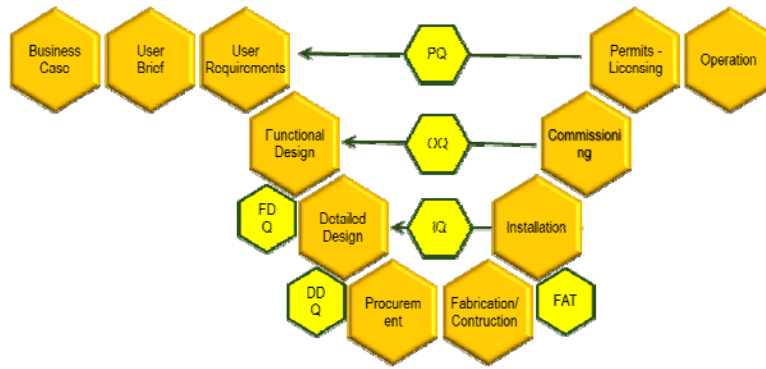 Business
Case
User
Brief
User
Requirements
PQ
Permits -
Licensing
Operation
Functional
Design
OQ
Commissioni
ng
FD
Q
Detailed
Design
IQ
Installation
DD
Q
Procurem
ent
Fabrication/
Contruction
FAT